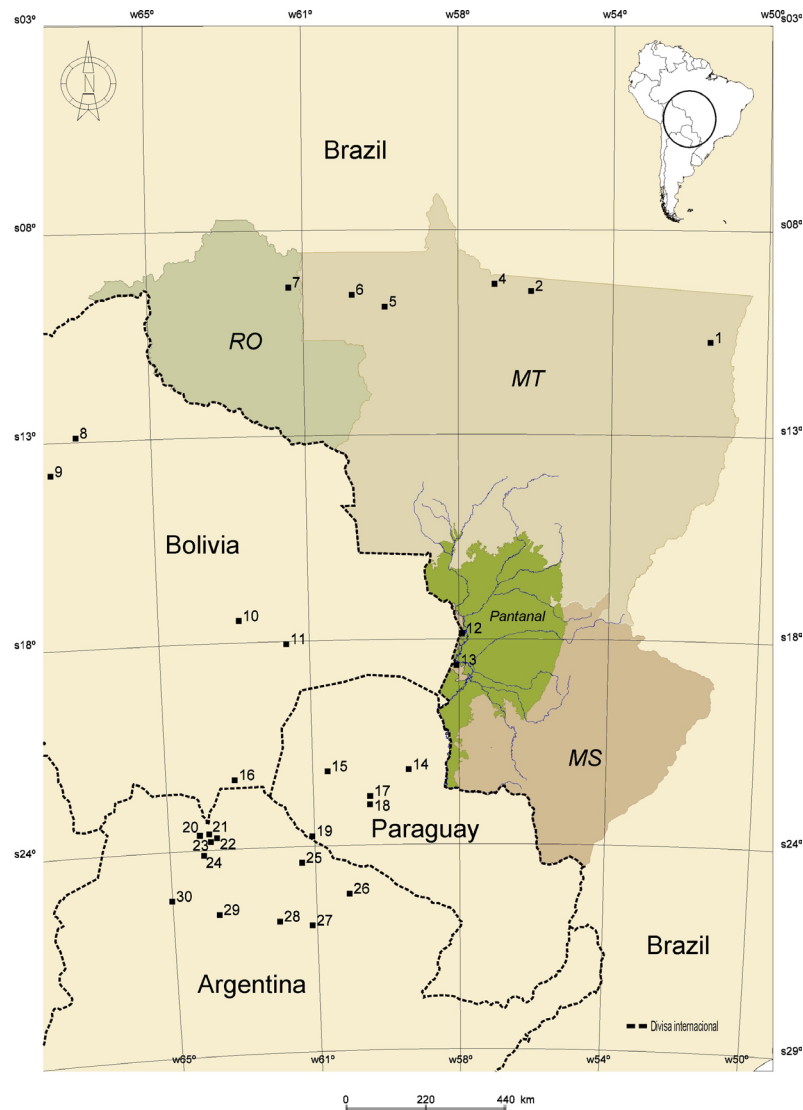 w65º w61º w58º w54º w50º
s03º s03º
N
Brazil
s08º s08º
7 6 4 2
5
1
RO
MT
8
s13º s13º
9
Bolivia
10
Pantanal
12
11
s18º s18º
13
MS
14
15
16
17
18
Paraguay
19
20 21
23 22
24
s24º s24º
25
26
30
29
28
27
Brazil
Argentina
Divisa internacional
s29º s29º
w65º w61º w58º w54º w50º
0 220 440 km